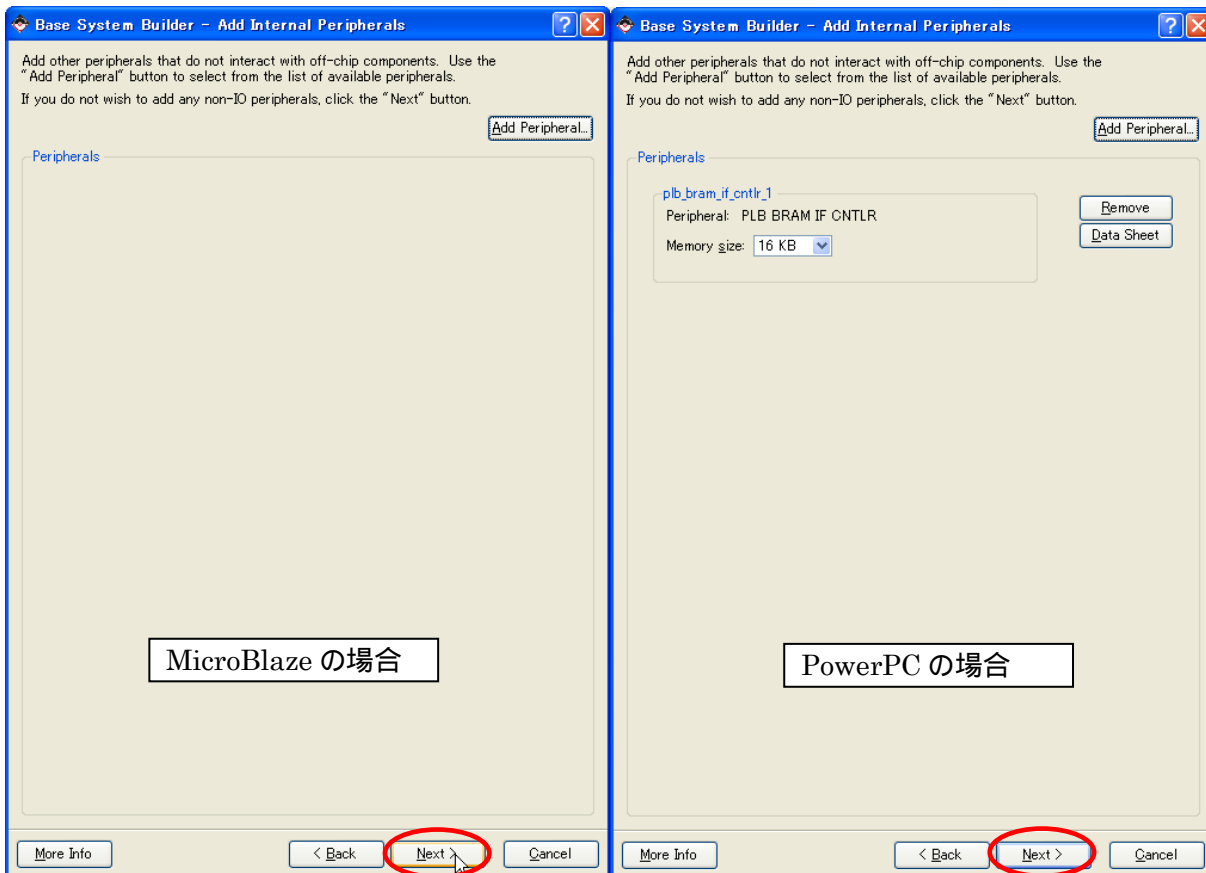 Base System Builder - Add Internal Peripherals
Add other peripherals that do not interact with off-chip components. Use the
"Add Peripheral" button to select from the list of available peripherals.
If you do not wish to add any non-IO peripherals, click the "Next" button.
Add Peripheral...
Peripherals
MicroBlaze の場合
More Info
< Back
Next >
Cancel
Base System Builder - Add Internal Peripherals
Add other peripherals that do not interact with off-chip components. Use the
"Add Peripheral" button to select from the list of available peripherals.
If you do not wish to add any non-IO peripherals, click the "Next" button.
Add Peripheral...
Peripherals
plb_bram_if_cntlr_1
Peripheral: PLB BRAM IF CNTLR
Memory size: 16 KB
Remove
Data Sheet
PowerPC の場合
More Info
< Back
Next >
Cancel